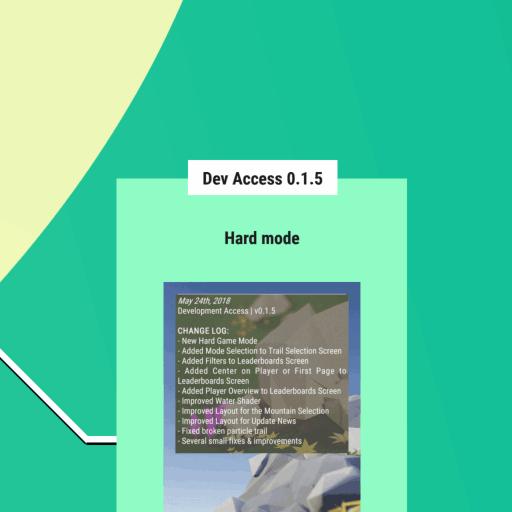 Dev Access 0.1.5
Hard mode
May 24th, 2018
Development Access | v0.1.5
CHANGE LOG:
- New Hard Game Mode
- Added Mode Selection to Trail Selection Screen
- Added Filters to Leaderboards Screen
- Added Center on Player or First Page to
Leaderboards Screen
- Added Player Overview to Leaderboards Screen
- Improved Water Shader
- Improved Layout for the Mountain Selection
- Improved Layout for Update News
- Fixed broken particle trail
- Several small fixes & improvements